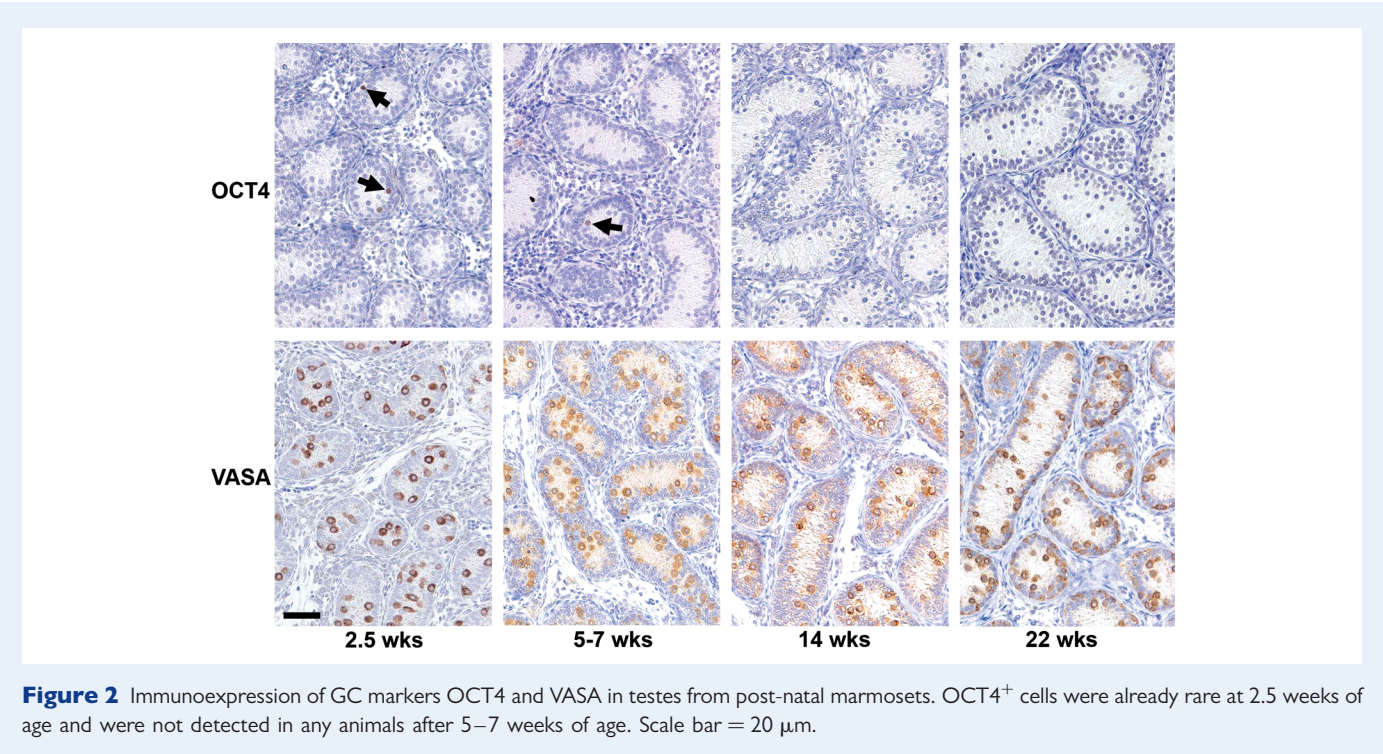 OCT4
VASA
2.5 wks
5-7 wks
14 wks
22 wks
Figure 2 Immunoexpression of GC markers OCT4 and VASA in testes from post-natal marmosets. OCT4⁺ cells were already rare at 2.5 weeks of
age and were not detected in any animals after 5–7 weeks of age. Scale bar = 20 μm.